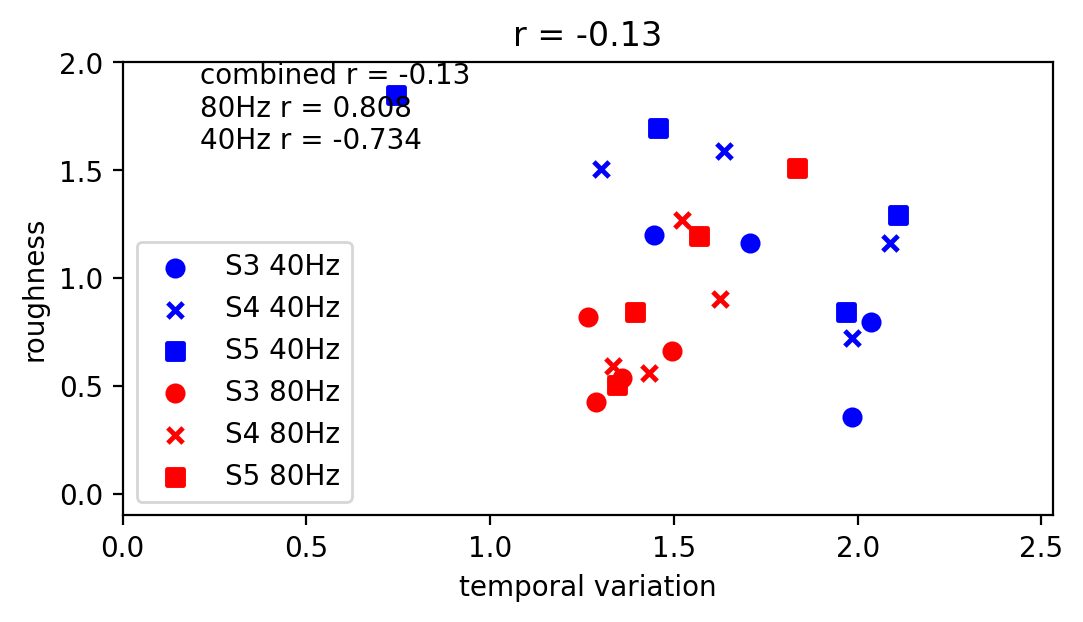 r = -0.13
2.0
combined r = -0.13
80Hz r = 0.808
40Hz r = -0.734
1.5
1.0
0.5
0.0
roughness
S3 40Hz
S4 40Hz
S5 40Hz
S3 80Hz
S4 80Hz
S5 80Hz
0.0 0.5 1.0 1.5 2.0 2.5
temporal variation